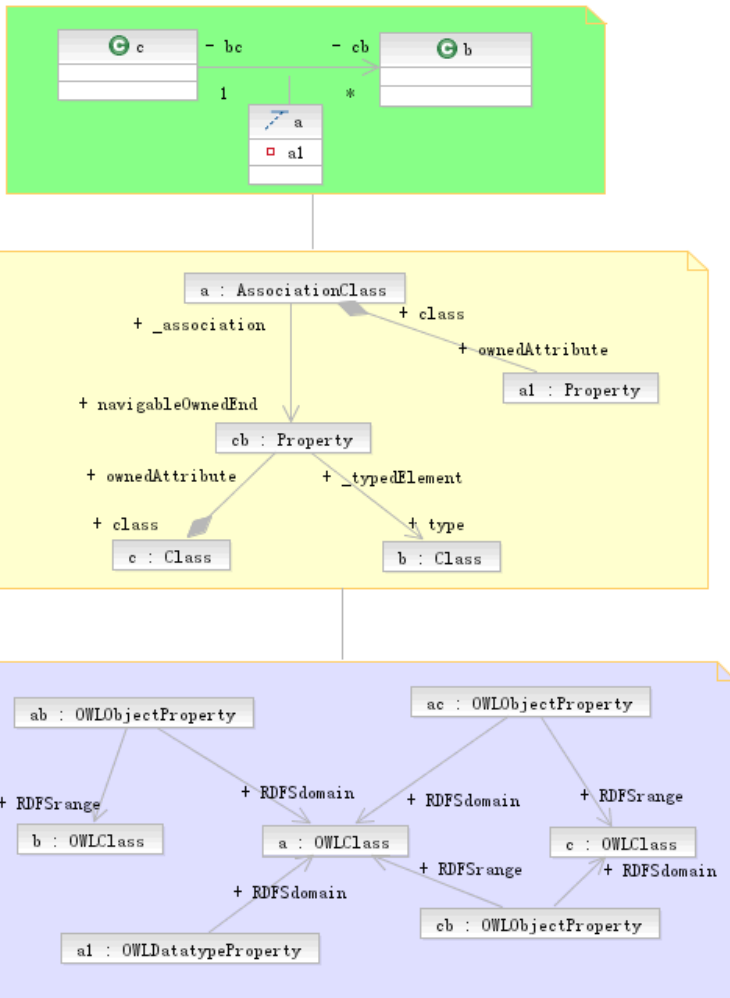 C c
- bc
- cb
C b
1
*
a
a1
a : AssociationClass
+ class
+ _association
+ ownedAttribute
a1 : Property
+ navigableOwnedEnd
cb : Property
+ ownedAttribute
+ _typedElement
+ class
+ type
c : Class
b : Class
ab : OWLObjectProperty
ac : OWLObjectProperty
+ RDFSrange
+ RDFSdomain
+ RDFSdomain
+ RDFSrange
b : OWLClass
a : OWLClass
c : OWLClass
+ RDFSdomain
+ RDFSrange
+ RDFSdomain
a1 : OWLDatatypeProperty
cb : OWLObjectProperty